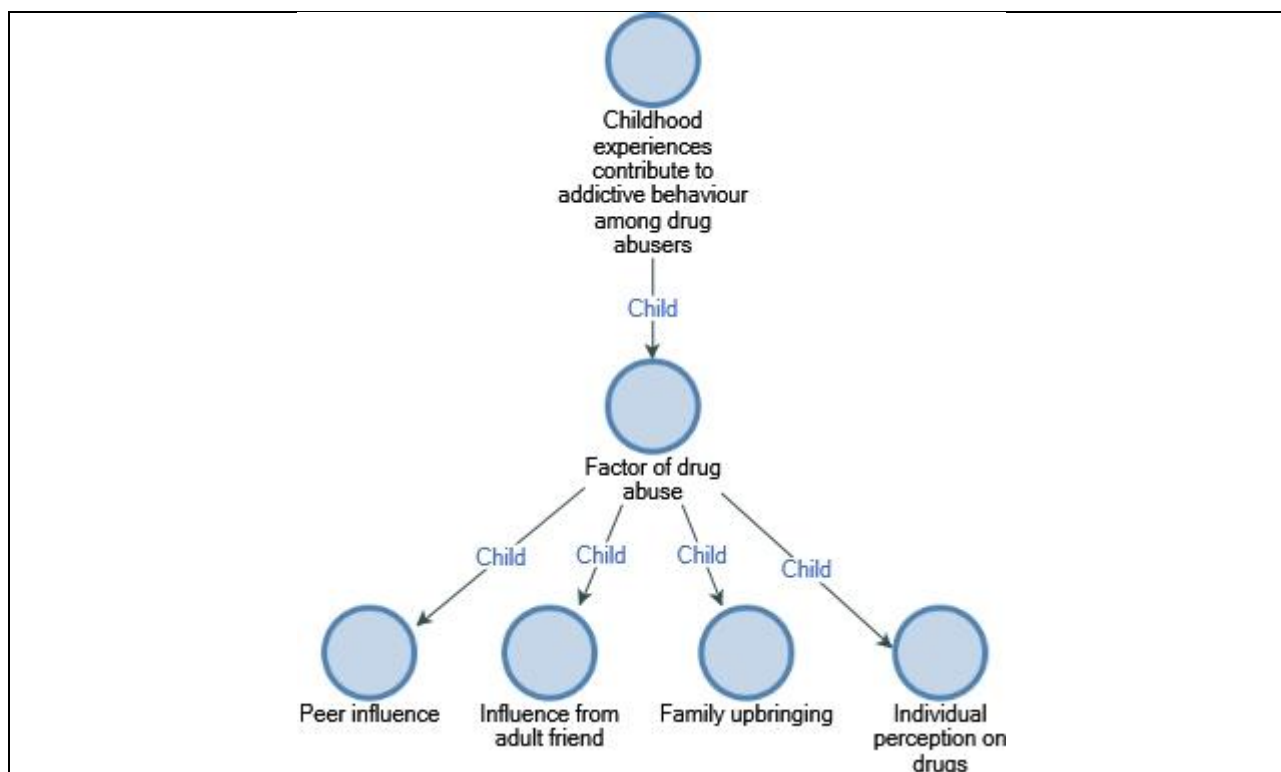 Childhood
experiences
contribute to
addictive behaviour
among drug
abusers
Child
Factor of drug
abuse
Child
Child
Child
Child
Peer influence
Influence from
adult friend
Family upbringing
Individual
perception on
drugs